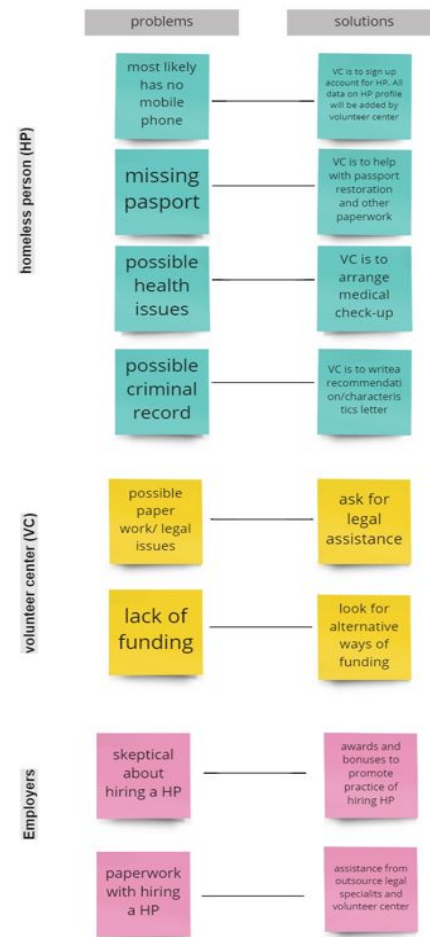 problems
solutions
homeless person (HP)
most likely
has no
mobile
phone
VC is to sign up
account for HP. All
data on HP profile
will be added by
volunteer center
missing
pasport
VC is to help
with passport
restoration
and other
paperwork
possible
health
issues
VC is to
arrange
medical
check-up
possible
criminal
record
VC is to writea
recommendati
on/characteris
tics letter
volunteer center (VC)
possible
paper
work/ legal
issues
ask for
legal
assistance
lack of
funding
look for
alternative
ways of
funding
Employers
skeptical
about
hiring a HP
awards and
bonuses to
promote
practice of
hiring HP
paperwork
with hiring
a HP
assistance from
outsource legal
specialits and
volunteer center